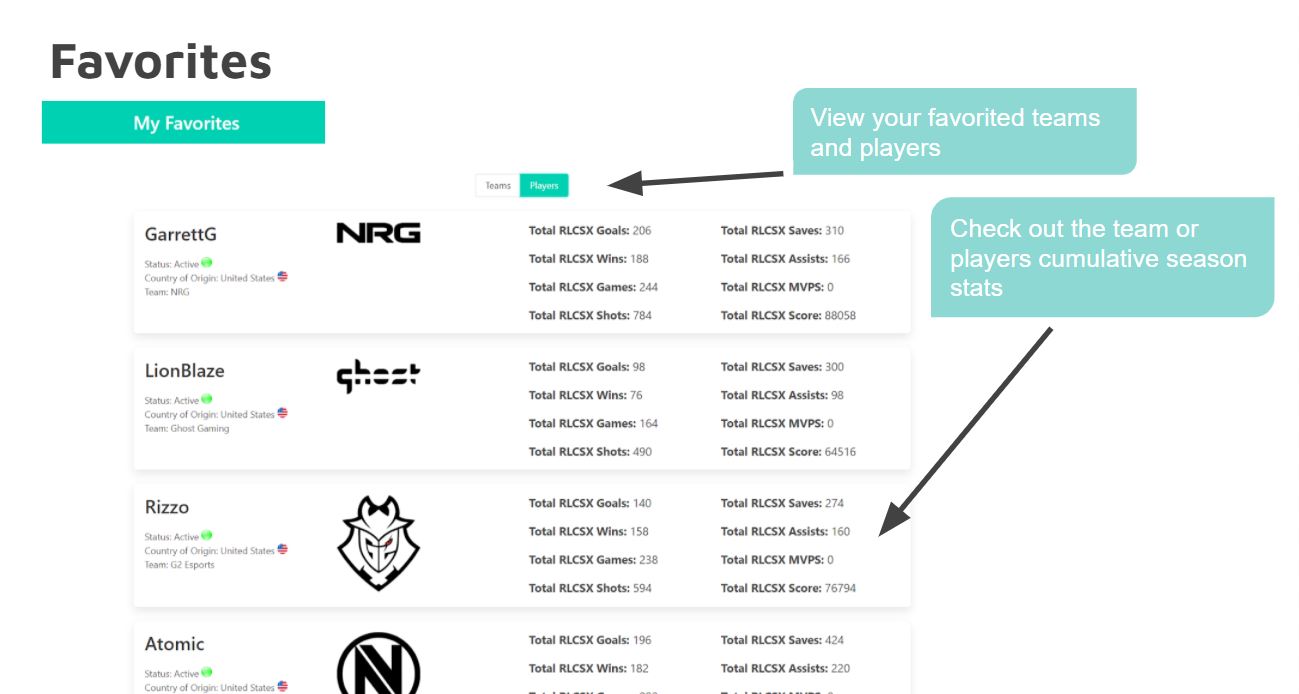 Favorites
My Favorites
View your favorited teams
and players
Teams Players
Check out the team or
players cumulative season
stats
GarrettG
Status: Active
Country of Origin: United States
Team: NRG
NRG
Total RLCSX Goals: 206
Total RLCSX Wins: 188
Total RLCSX Games: 244
Total RLCSX Shots: 784
Total RLCSX Saves: 310
Total RLCSX Assists: 166
Total RLCSX MVPS: 0
Total RLCSX Score: 88058
LionBlaze
Status: Active
Country of Origin: United States
Team: Ghost Gaming
ghost
Total RLCSX Goals: 98
Total RLCSX Wins: 76
Total RLCSX Games: 164
Total RLCSX Shots: 490
Total RLCSX Saves: 300
Total RLCSX Assists: 98
Total RLCSX MVPS: 0
Total RLCSX Score: 64516
Rizzo
Status: Active
Country of Origin: United States
Team: G2 Esports
G2
Total RLCSX Goals: 140
Total RLCSX Wins: 158
Total RLCSX Games: 238
Total RLCSX Shots: 594
Total RLCSX Saves: 274
Total RLCSX Assists: 160
Total RLCSX MVPS: 0
Total RLCSX Score: 76794
Atomic
Status: Active
Country of Origin: United States
Total RLCSX Goals: 196
Total RLCSX Wins: 182
Total RLCSX Saves: 424
Total RLCSX Assists: 220